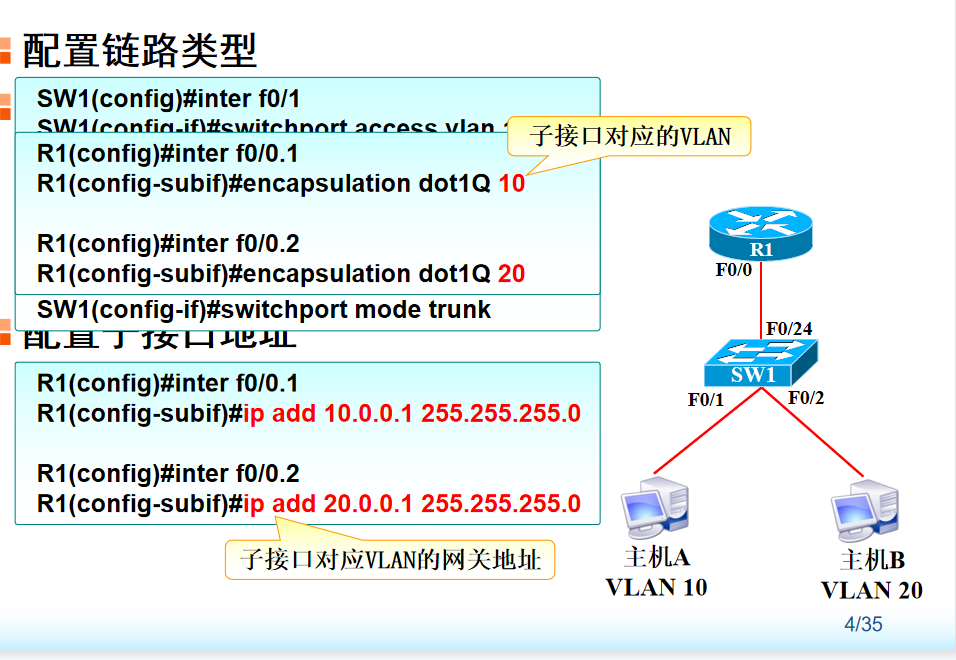 配置链路类型
SW1(config)#inter f0/1
SW1(config-if)#switchport access vlan
子接口对应的VLAN
R1(config)#inter f0/0.1
R1(config-subif)#encapsulation dot1Q 10
R1(config)#inter f0/0.2
R1(config-subif)#encapsulation dot1Q 20
SW1(config-if)#switchport mode trunk
配置子接口地址
R1(config)#inter f0/0.1
R1(config-subif)#ip add 10.0.0.1 255.255.255.0
R1(config)#inter f0/0.2
R1(config-subif)#ip add 20.0.0.1 255.255.255.0
子接口对应VLAN的网关地址
R1
F0/0
F0/24
SW1
F0/1
F0/2
主机A
VLAN 10
主机B
VLAN 20
4/35